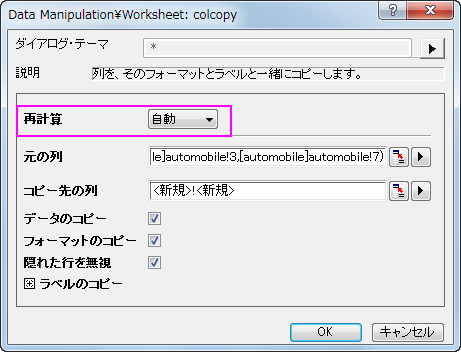 Data Manipulation¥Worksheet: colcopy
ダイアログ・テーマ *
説明 列を、そのフォーマットとラベルと一緒にコピーします。
再計算 自動
元の列 le]automobile!3,[automobile]automobile!7)
コピー先の列 <新規>!<新規>
データのコピー
フォーマットのコピー
隠れた行を無視
ラベルのコピー
OK キャンセル